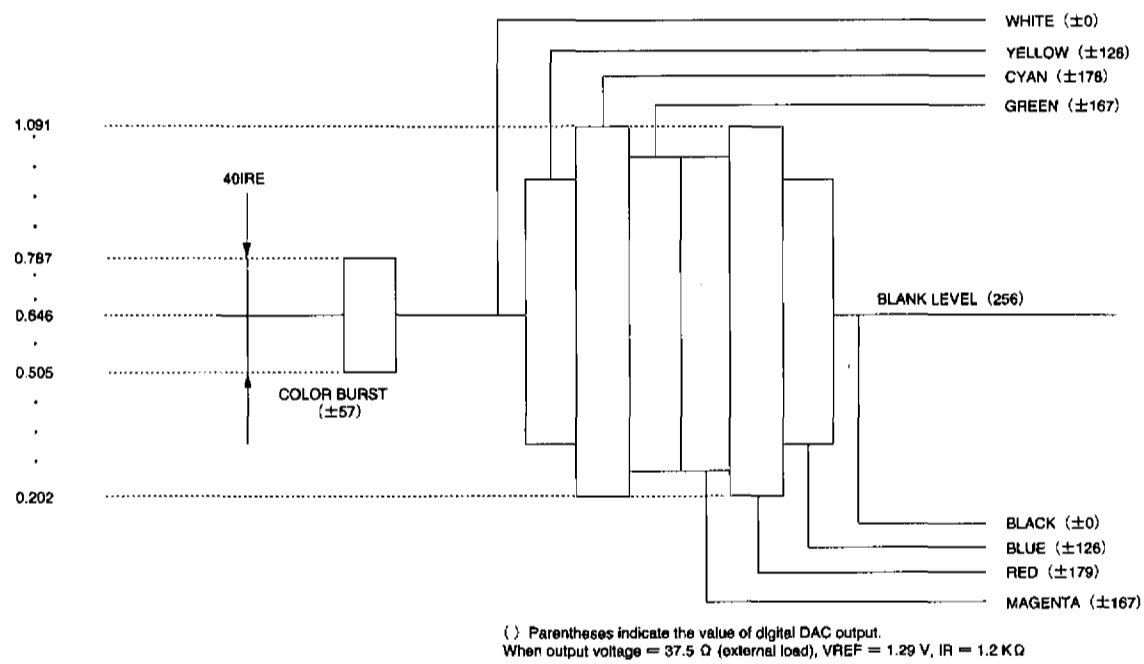 WHITE (±0)
YELLOW (±126)
CYAN (±178)
GREEN (±167)
1.091
40IRE
0.787
BLANK LEVEL (256)
0.646
0.505
COLOR BURST
(±57)
0.202
BLACK (±0)
BLUE (±126)
RED (±179)
MAGENTA (±167)
( ) Parentheses indicate the value of digital DAC output.
When output voltage = 37.5 Ω (external load), VREF = 1.29 V, IR = 1.2 KΩ